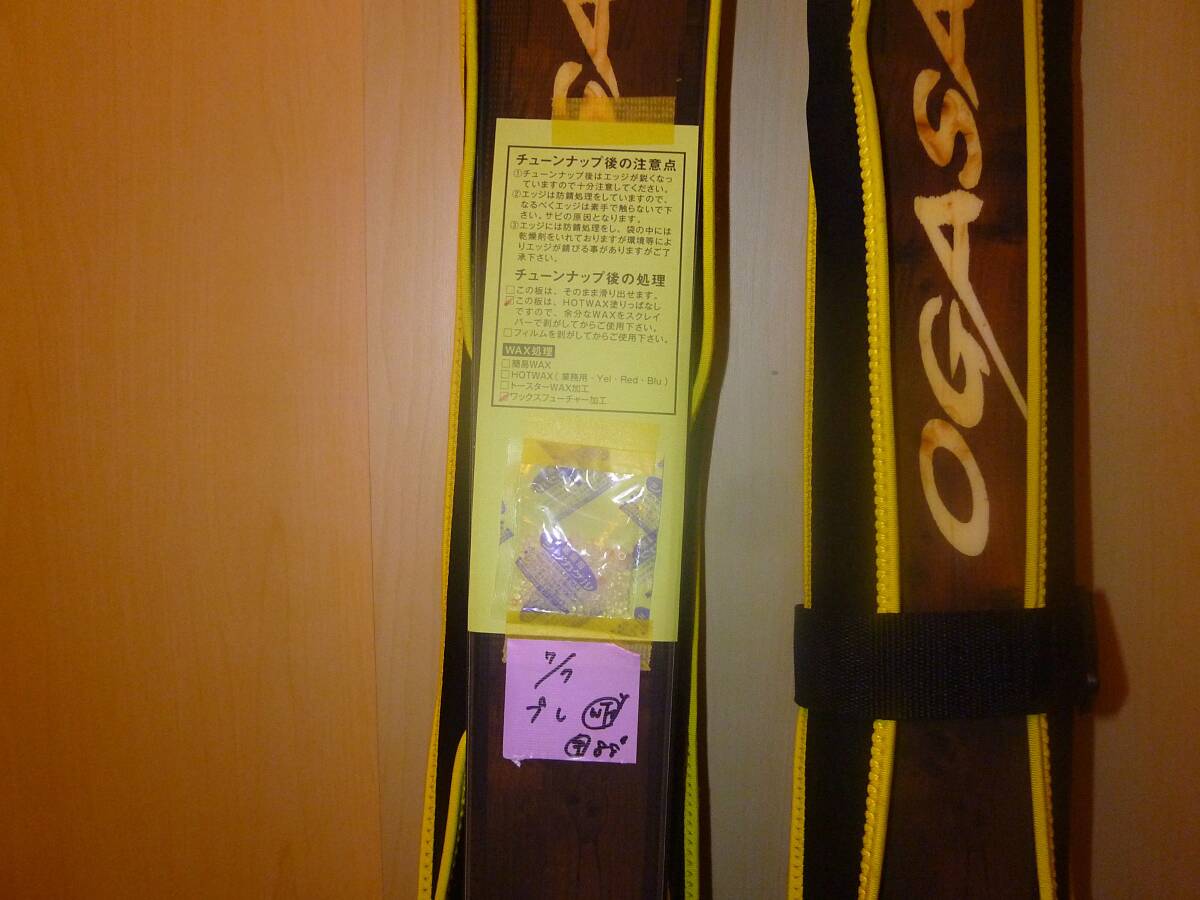 チューンナップ後の注意点
①チューンナップ後はエッジが鋭くなっ
ていますので十分注意してください。
②エッジは防錆処理をしていますので、
なるべくエッジは素手で触らないで下
さい。サビの原因となります。
③エッジには防錆処理をし、袋の中には
乾燥剤をいれておりますが環境等によ
りエッジが錆びる事がありますがご了
承下さい。
チューンナップ後の処理
□この板は、そのまま滑り出せます。
☑この板は、HOTWAX塗りっぱなし
ですので、余分なWAXをスクレイ
パーで剥がしてからご使用下さい。
□フィルムを剥がしてからご使用下さい。
WAX処理
□簡易WAX
□HOTWAX(業務用・Yel・Red・Blu)
□トースターWAX加工
☑ワックスフューチャー加工
7/7
プレ
89°
OGASA